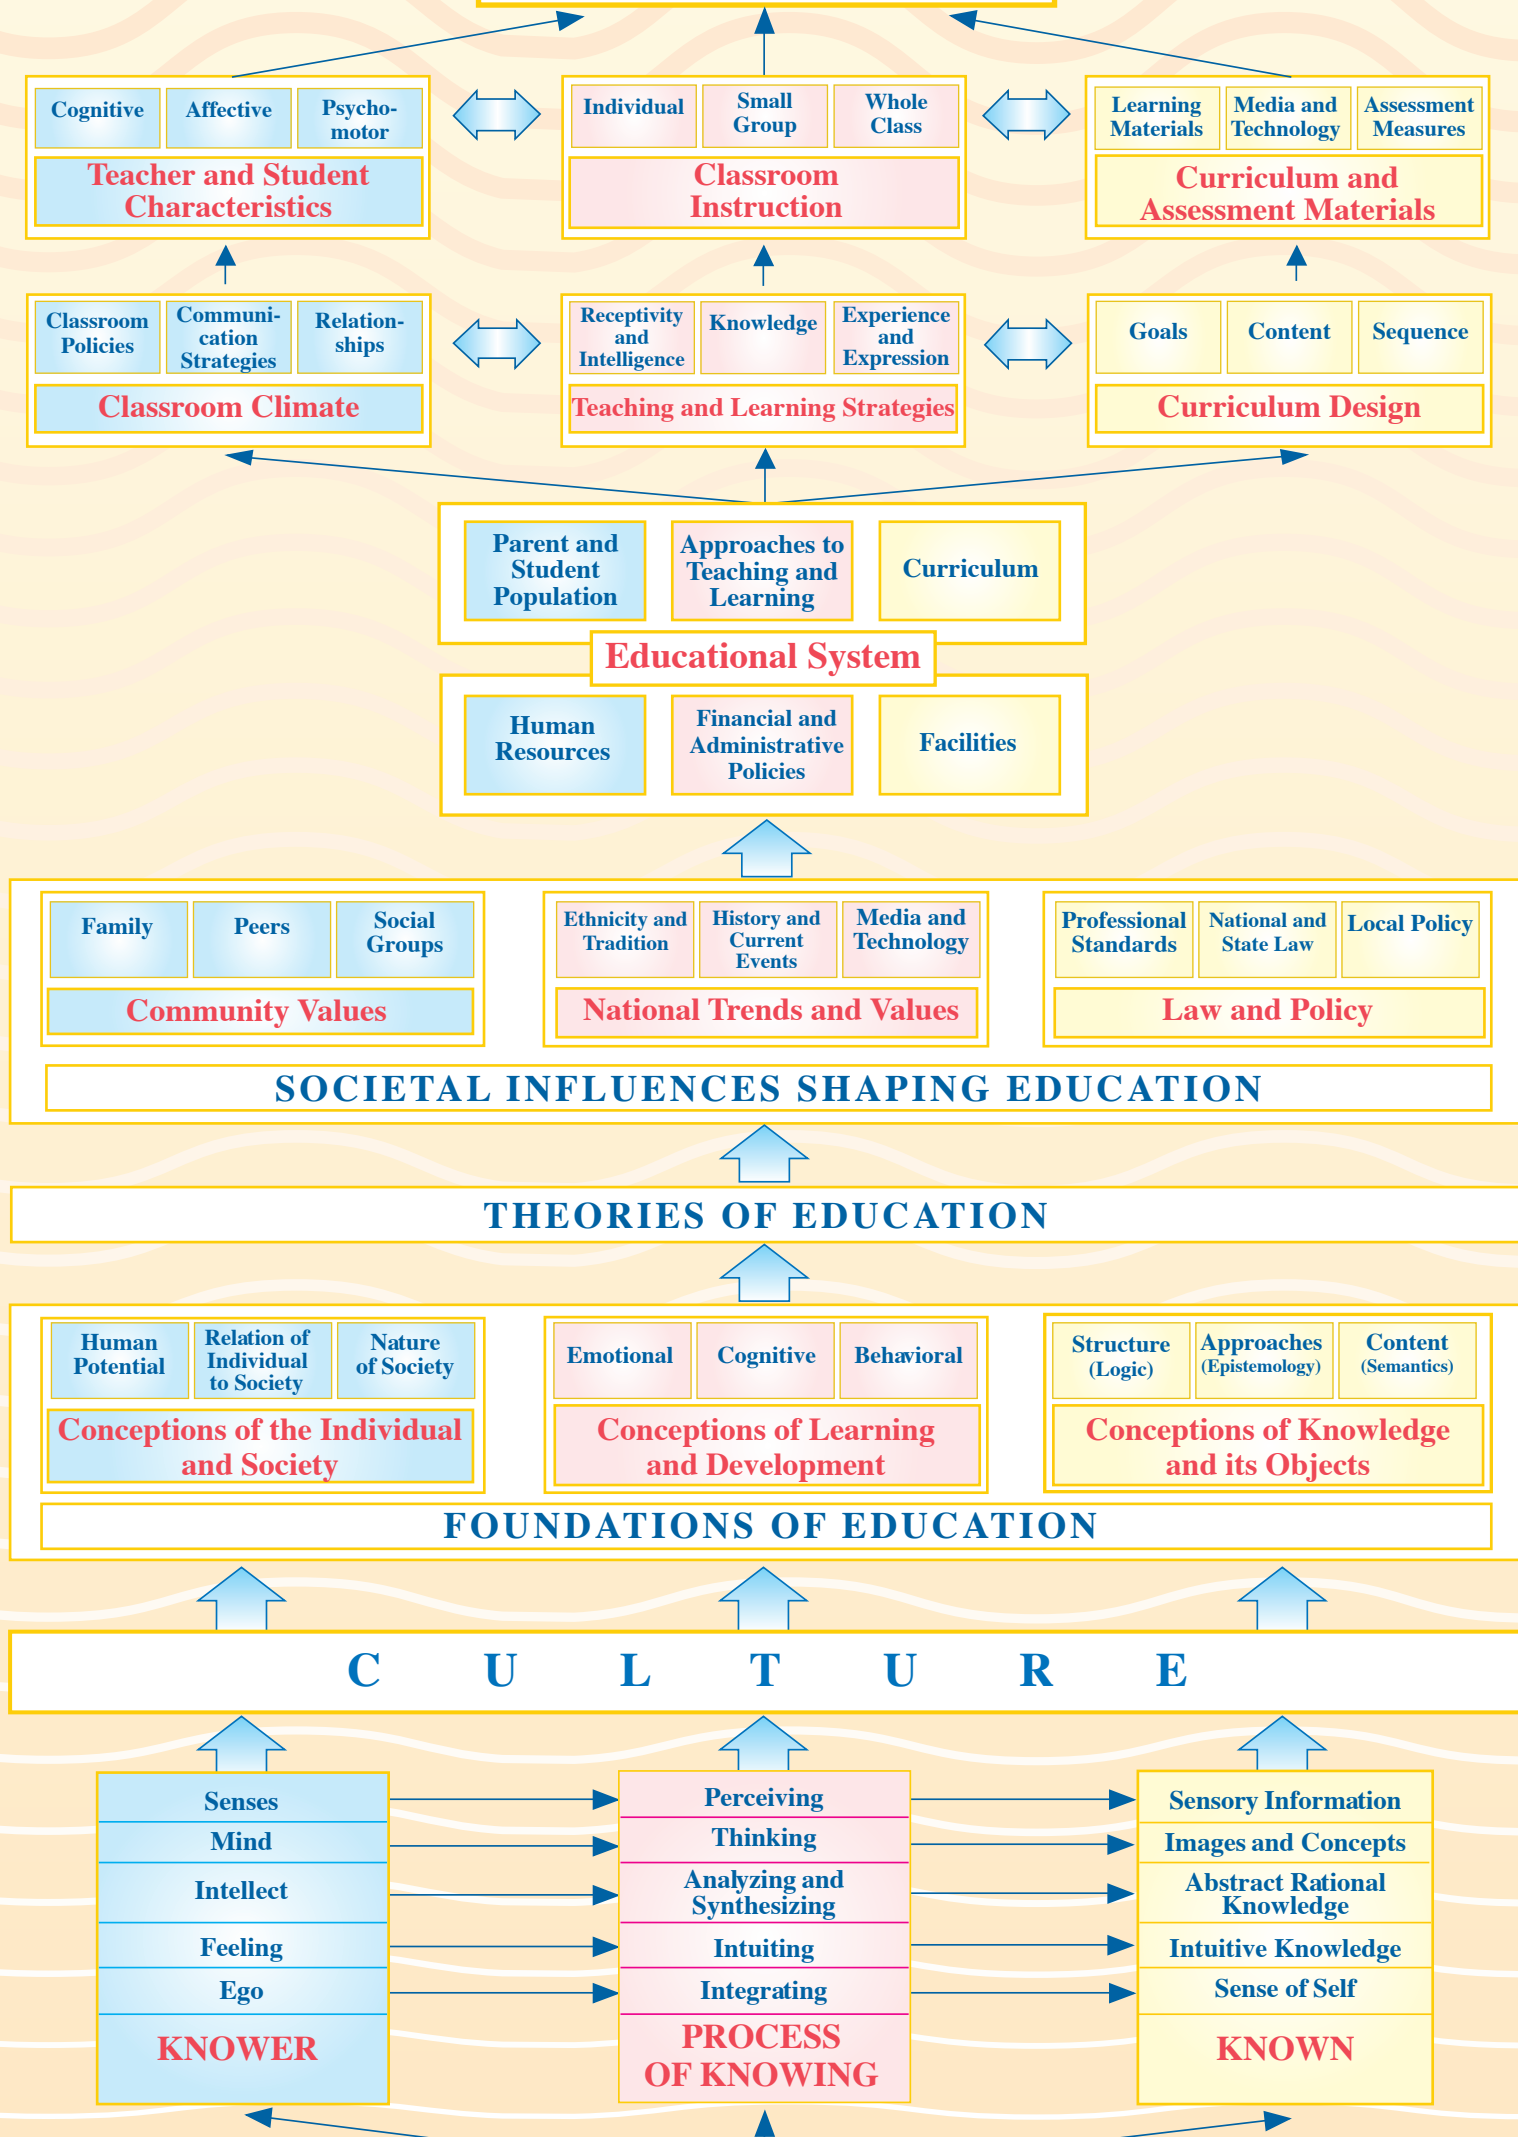 Cognitive
Affective
Psycho-
motor
Teacher and Student
Characteristics
Individual
Small
Group
Whole
Class
Classroom
Instruction
Learning
Materials
Media and
Technology
Assessment
Measures
Curriculum and
Assessment Materials
Classroom
Policies
Communi-
cation
Strategies
Relation-
ships
Classroom Climate
Receptivity
and
Intelligence
Knowledge
Experience
and
Expression
Teaching and Learning Strategies
Goals
Content
Sequence
Curriculum Design
Parent and
Student
Population
Approaches to
Teaching and
Learning
Curriculum
Educational System
Human
Resources
Financial and
Administrative
Policies
Facilities
Family
Peers
Social
Groups
Community Values
Ethnicity and
Tradition
History and
Current
Events
Media and
Technology
National Trends and Values
Professional
Standards
National and
State Law
Local Policy
Law and Policy
SOCIETAL INFLUENCES SHAPING EDUCATION
THEORIES OF EDUCATION
Human
Potential
Relation of
Individual
to Society
Nature
of Society
Conceptions of the Individual
and Society
Emotional
Cognitive
Behavioral
Conceptions of Learning
and Development
Structure
(Logic)
Approaches
(Epistemology)
Content
(Semantics)
Conceptions of Knowledge
and its Objects
FOUNDATIONS OF EDUCATION
C U L T U R E
Senses
Mind
Intellect
Feeling
Ego
KNOWER
Perceiving
Thinking
Analyzing and
Synthesizing
Intuiting
Integrating
PROCESS
OF KNOWING
Sensory Information
Images and Concepts
Abstract Rational
Knowledge
Intuitive Knowledge
Sense of Self
KNOWN